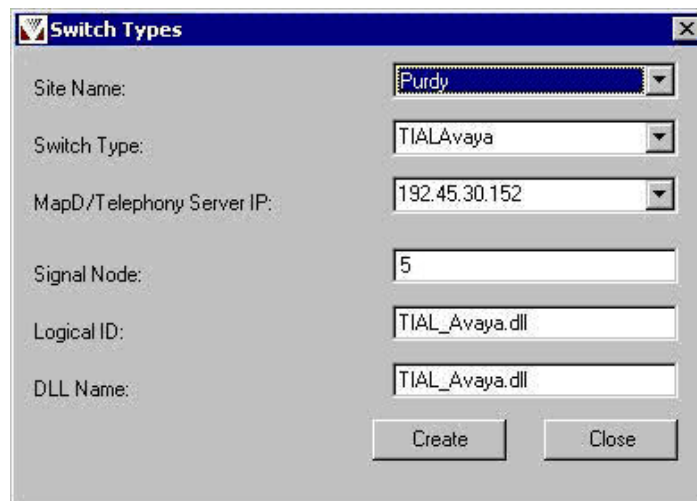 Switch Types
Site Name: Purdy
Switch Type: TIALAvaya
MapD/Telephony Server IP: 192.45.30.152
Signal Node: 5
Logical ID: TIAL_Avaya.dll
DLL Name: TIAL_Avaya.dll
Create Close